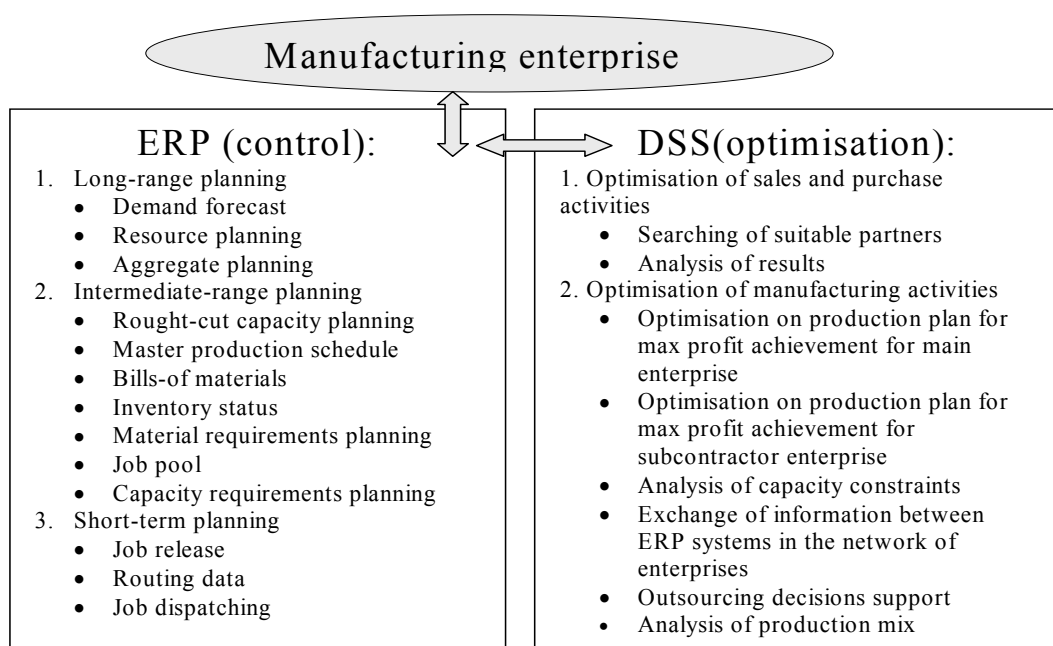 Manufacturing enterprise
ERP (control):
1. Long-range planning
• Demand forecast
• Resource planning
• Aggregate planning
2. Intermediate-range planning
• Rought-cut capacity planning
• Master production schedule
• Bills-of materials
• Inventory status
• Material requirements planning
• Job pool
• Capacity requirements planning
3. Short-term planning
• Job release
• Routing data
• Job dispatching
DSS(optimisation):
1. Optimisation of sales and purchase
activities
• Searching of suitable partners
• Analysis of results
2. Optimisation of manufacturing activities
• Optimisation on production plan for
max profit achievement for main
enterprise
• Optimisation on production plan for
max profit achievement for
subcontractor enterprise
• Analysis of capacity constraints
• Exchange of information between
ERP systems in the network of
enterprises
• Outsourcing decisions support
• Analysis of production mix